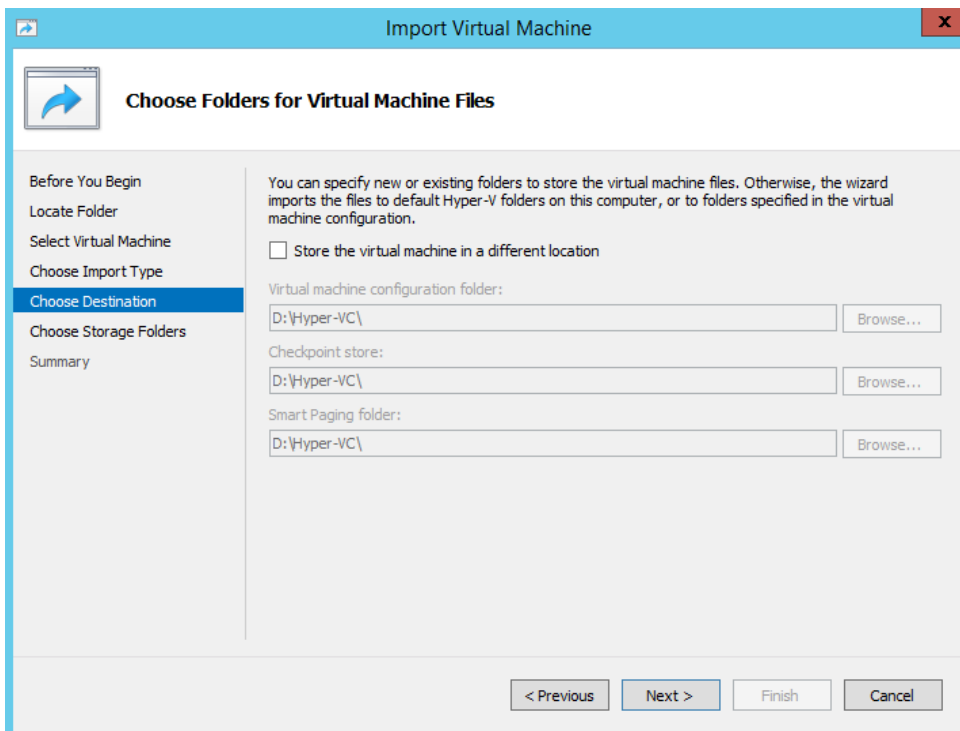 Import Virtual Machine
x
Choose Folders for Virtual Machine Files
Before You Begin
Locate Folder
Select Virtual Machine
Choose Import Type
Choose Destination
Choose Storage Folders
Summary
You can specify new or existing folders to store the virtual machine files. Otherwise, the wizard
imports the files to default Hyper-V folders on this computer, or to folders specified in the virtual
machine configuration.
Store the virtual machine in a different location
Virtual machine configuration folder:
D:\Hyper-VC\
Browse...
Checkpoint store:
D:\Hyper-VC\
Browse...
Smart Paging folder:
D:\Hyper-VC\
Browse...
< Previous
Next >
Finish
Cancel